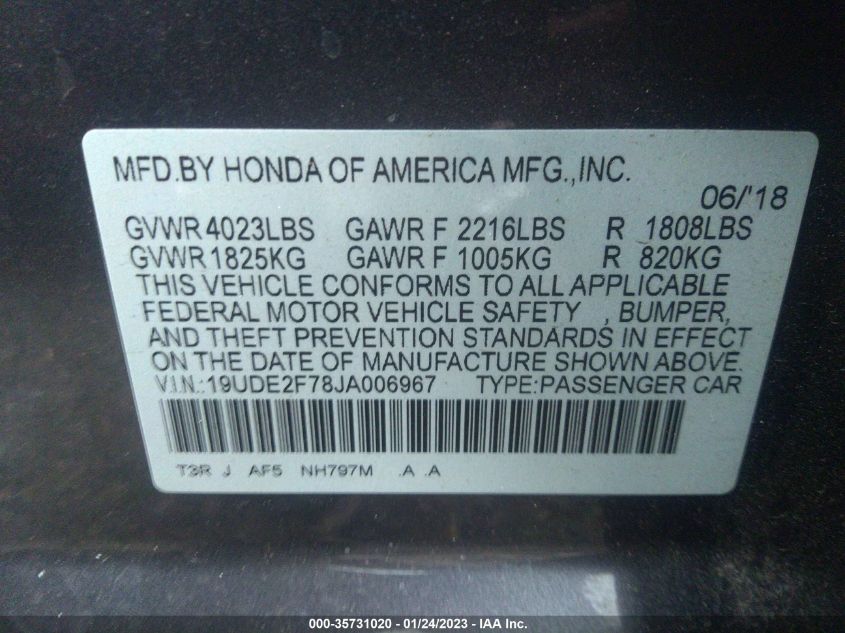 MFD.BY HONDA OF AMERICA MFG.,INC.
06/'18
GVWR 4023LBS GAWR F 2216LBS R 1808LBS
GVWR 1825KG GAWR F 1005KG R 820KG
THIS VEHICLE CONFORMS TO ALL APPLICABLE
FEDERAL MOTOR VEHICLE SAFETY , BUMPER,
AND THEFT PREVENTION STANDARDS IN EFFECT
ON THE DATE OF MANUFACTURE SHOWN ABOVE.
V.I.N.:19UDE2F78JA006967 TYPE:PASSENGER CAR
T3R J AF5 NH797M .A .A
000-35731020 - 01/24/2023 - IAA Inc.